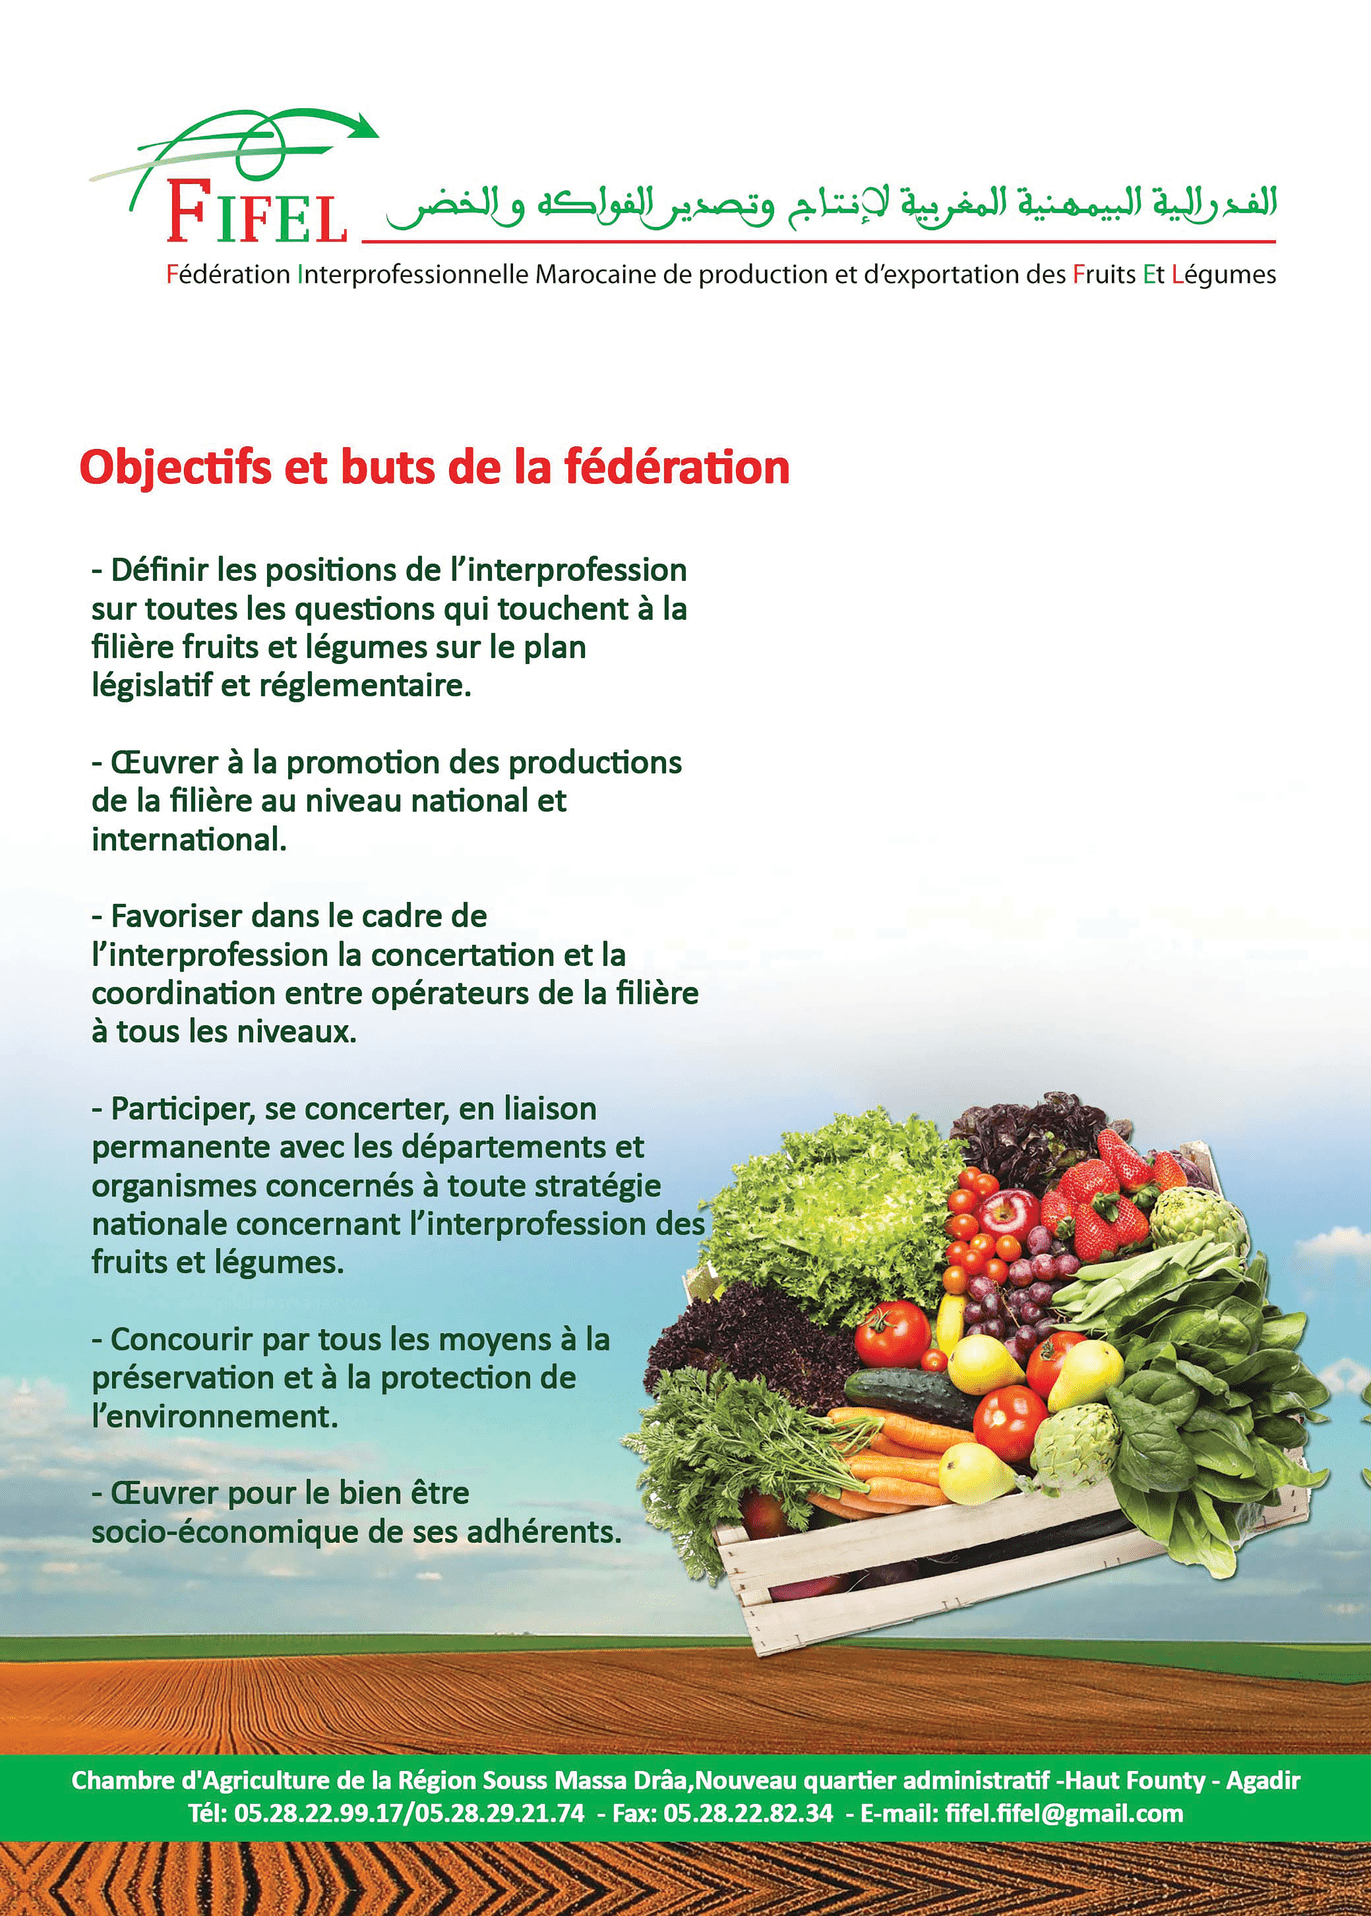 FIFEL
الفدرالية البيمهنية المغربية لإنتاج وتصدير الفواكه والخضر
Fédération Interprofessionnelle Marocaine de production et d’exportation des Fruits Et Légumes
Objectifs et buts de la fédération
- Définir les positions de l’interprofession
sur toutes les questions qui touchent à la
filière fruits et légumes sur le plan
législatif et réglementaire.
- Œuvrer à la promotion des productions
de la filière au niveau national et
international.
- Favoriser dans le cadre de
l’interprofession la concertation et la
coordination entre opérateurs de la filière
à tous les niveaux.
- Participer, se concerter, en liaison
permanente avec les départements et
organismes concernés à toute stratégie
nationale concernant l’interprofession des
fruits et légumes.
- Concourir par tous les moyens à la
préservation et à la protection de
l’environnement.
- Œuvrer pour le bien être
socio-économique de ses adhérents.
Chambre d'Agriculture de la Région Souss Massa Drâa,Nouveau quartier administratif -Haut Founty - Agadir
Tél: 05.28.22.99.17/05.28.29.21.74 - Fax: 05.28.22.82.34 - E-mail: fifel.fifel@gmail.com